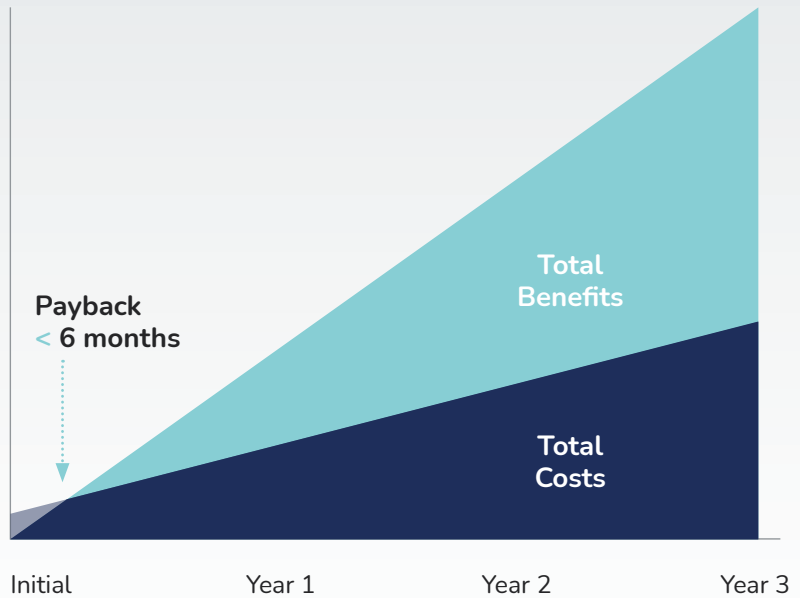 Payback
< 6 months
Total
Benefits
Total
Costs
Initial
Year 1
Year 2
Year 3